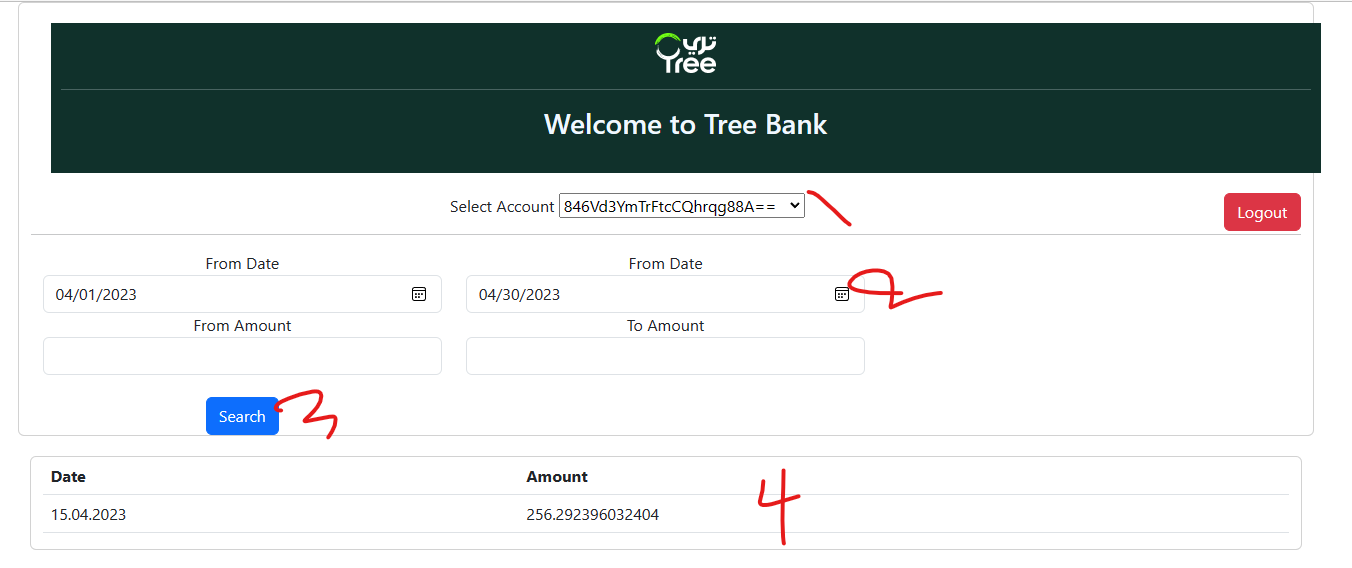 تري
Tree
Welcome to Tree Bank
Select Account 846Vd3YmTrFtcCQhrqg88A== 1
Logout
From Date From Date
04/01/2023 04/30/2023 2
From Amount To Amount
Search 3
Date Amount 4
15.04.2023 256.292396032404